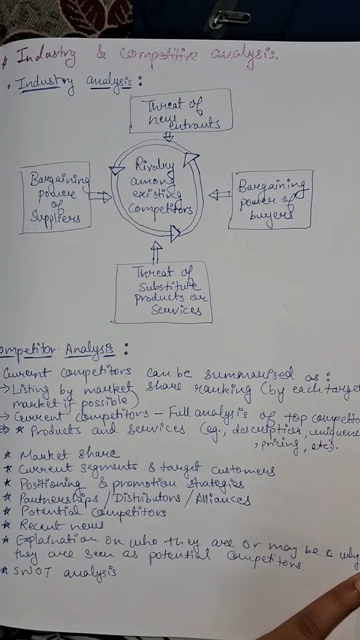 * Industry & Competitive analysis.
• Industry analysis :
Threat of
new
entrants
Bargaining
power
of
Suppliers
Rivalry
among
existing
Competitors
Bargaining
power of
buyers
Threat of
Substitute
Products or
Services
ompetitor Analysis :
Current competitors can be summarised as :
→ Listing by market share ranking (by each target
market if possible)
→ Current competitors – Full analysis of top competito
⇒ * Products and services (eg., description, uniquene
, pricing, etc).
* Market share
* Current segments & target customers
* Positioning & promotion strategies
* Partnerships / Distributors / Alliances
* Potential competitors
* Recent news
* Explaination on who they are or may be & why
they are seen as potential competitors
* SWOT analysis